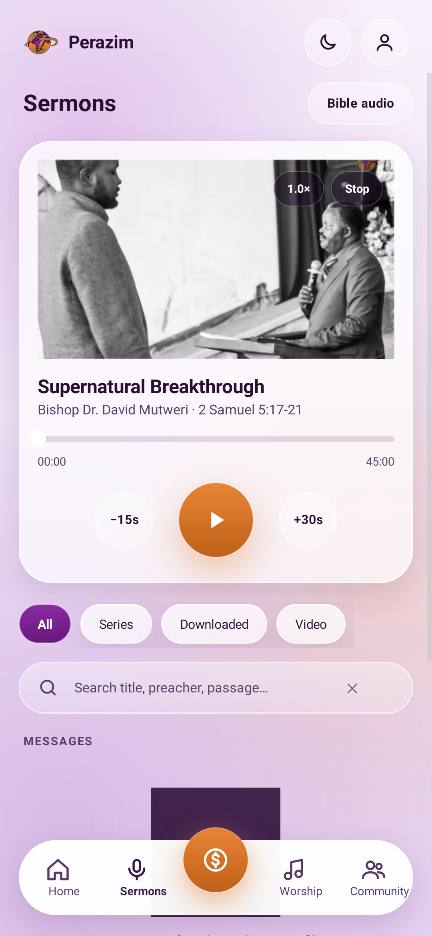 Perazim
Sermons
Bible audio
1.0×
Stop
Supernatural Breakthrough
Bishop Dr. David Mutweri · 2 Samuel 5:17-21
00:00
45:00
−15s
+30s
All
Series
Downloaded
Video
Search title, preacher, passage…
MESSAGES
Home
Sermons
Worship
Community